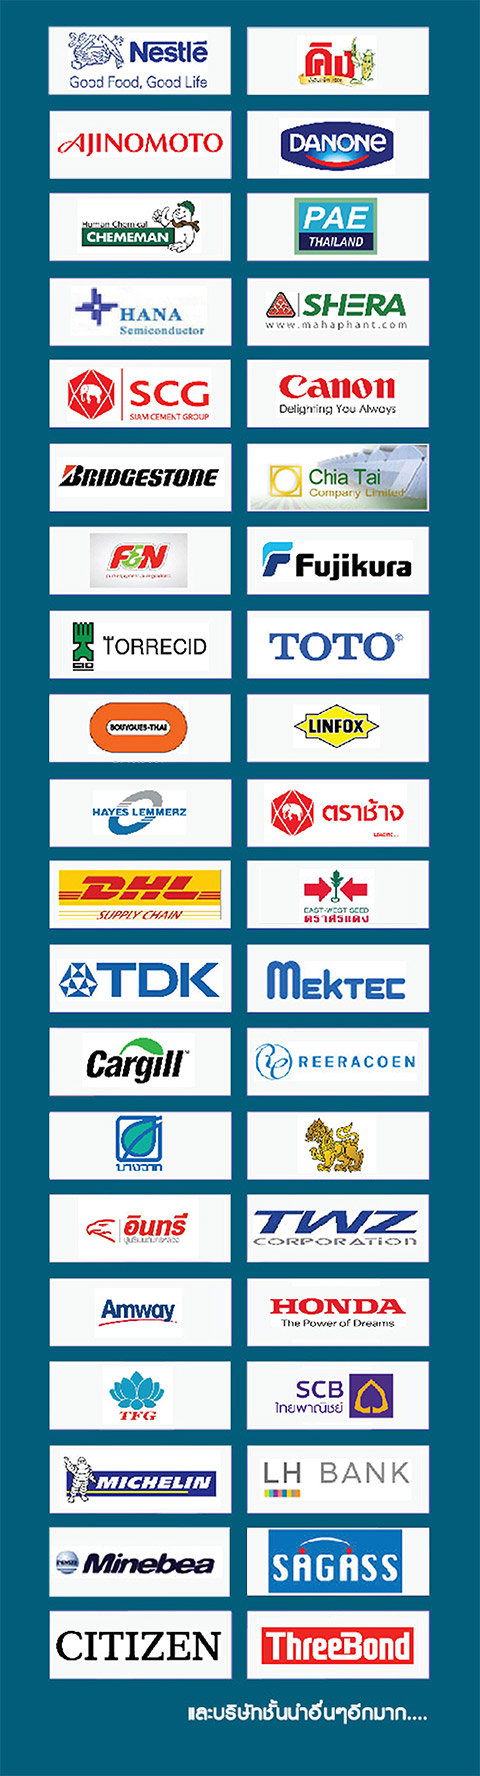 Nestlé
Good Food, Good Life
คิง
AJINOMOTO
DANONE
Human Chemical
CHEMEMAN
PAE
THAILAND
HANA
Semiconductor
SHERA
www.mahaphant.com
SCG
SIAM CEMENT GROUP
Canon
Delighting You Always
BRIDGESTONE
Chia Tai
Company Limited
F&N
Fujikura
TORRECID
TOTO®
BOUYGUES-THAI
LINFOX
HAYES LEMMERZ
ตราช้าง
DHL
SUPPLY CHAIN
EAST-WEST SEED
ตราศรแดง
TDK
MEKTEC
Cargill™
REERACOEN
บางจาก
อินทรี
TWZ
CORPORATION
Amway
HONDA
The Power of Dreams
TFG
SCB
ไทยพาณิชย์
MICHELIN
LH BANK
Minebea
SAGASS
CITIZEN
ThreeBond
และบริษัทชั้นนำอื่นๆอีกมาก....